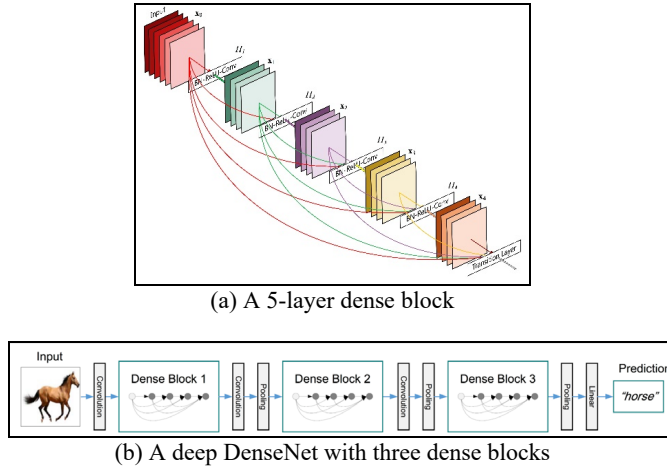 Input
x₀
H₁
BN-ReLU-Conv
x₁
H₂
BN-ReLU-Conv
x₂
H₃
BN-ReLU-Conv
x₃
H₄
BN-ReLU-Conv
x₄
Transition Layer
(a) A 5-layer dense block
Input
Convolution
Dense Block 1
Convolution
Pooling
Dense Block 2
Convolution
Pooling
Dense Block 3
Pooling
Linear
Prediction
"horse"
(b) A deep DenseNet with three dense blocks